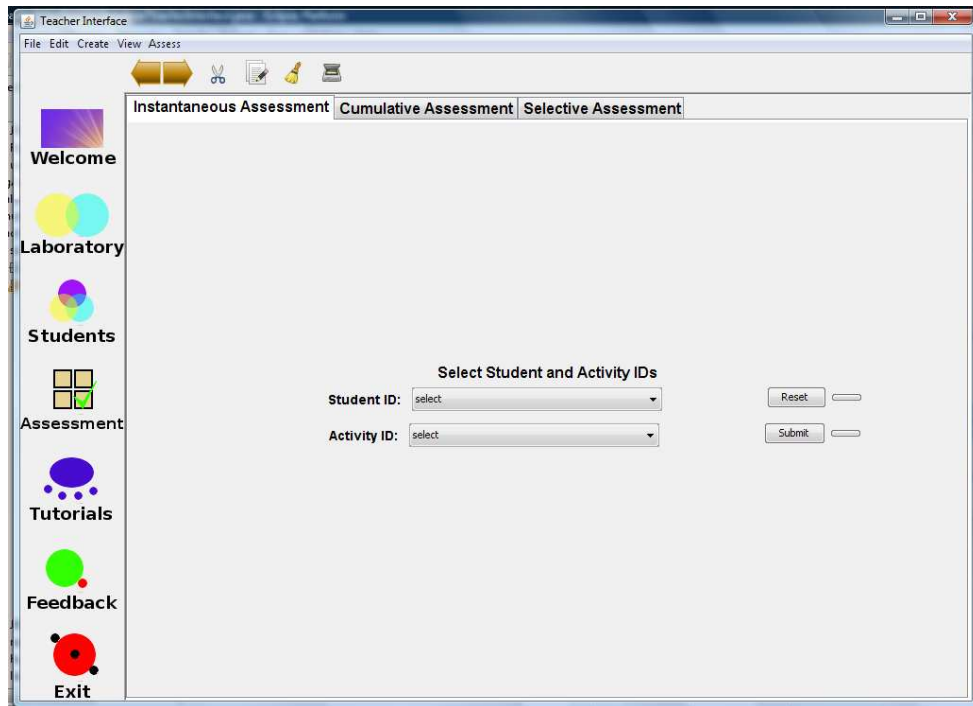 Teacher Interface
File Edit Create View Assess
Instantaneous Assessment Cumulative Assessment Selective Assessment
Welcome
Laboratory
Students
Assessment
Tutorials
Feedback
Exit
Select Student and Activity IDs
Student ID: select Reset
Activity ID: select Submit